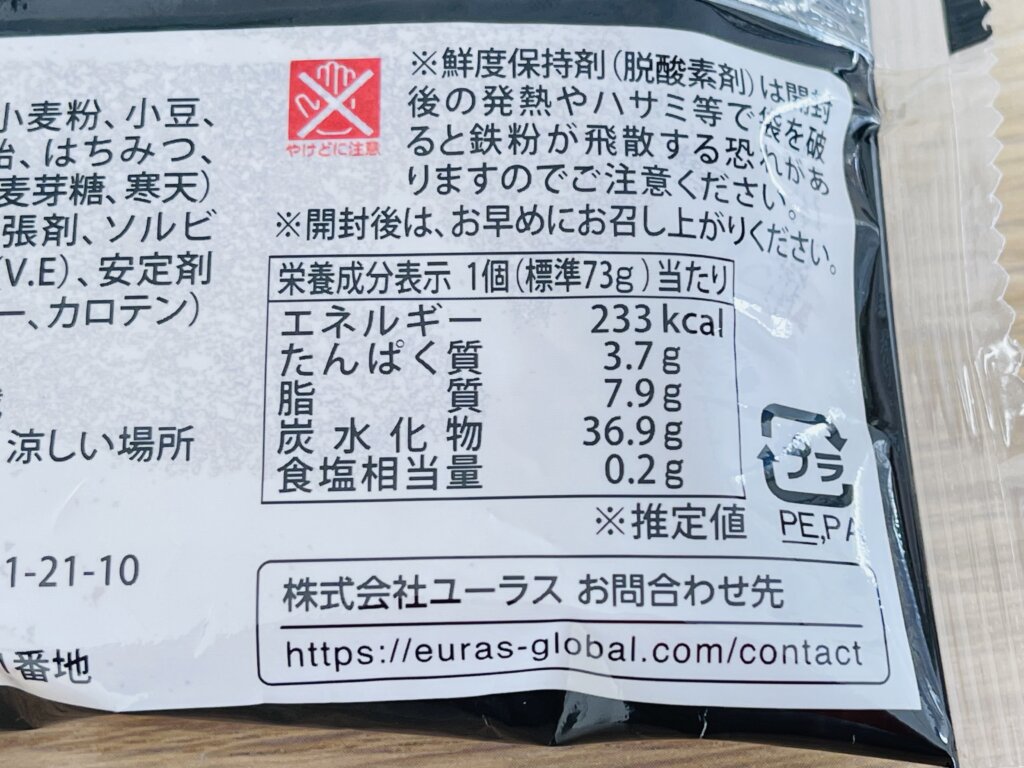 小麦粉、小豆、
、はちみつ、
麦芽糖、寒天)
張剤、ソルビ
(V.E)、安定剤
ー、カロテン)
涼しい場所
1-21-10
番地
やけどに注意
※鮮度保持剤(脱酸素剤)は開封
後の発熱やハサミ等で袋を破
ると鉄粉が飛散する恐れがあ
りますのでご注意ください。
※開封後は、お早めにお召し上がりください。
栄養成分表示 1個(標準73g)当たり
エネルギー 233kcal
たんぱく質 3.7g
脂質 7.9g
炭水化物 36.9g
食塩相当量 0.2g
※推定値
プラ
PE,PA
株式会社ユーラス お問合わせ先
https://euras-global.com/contact